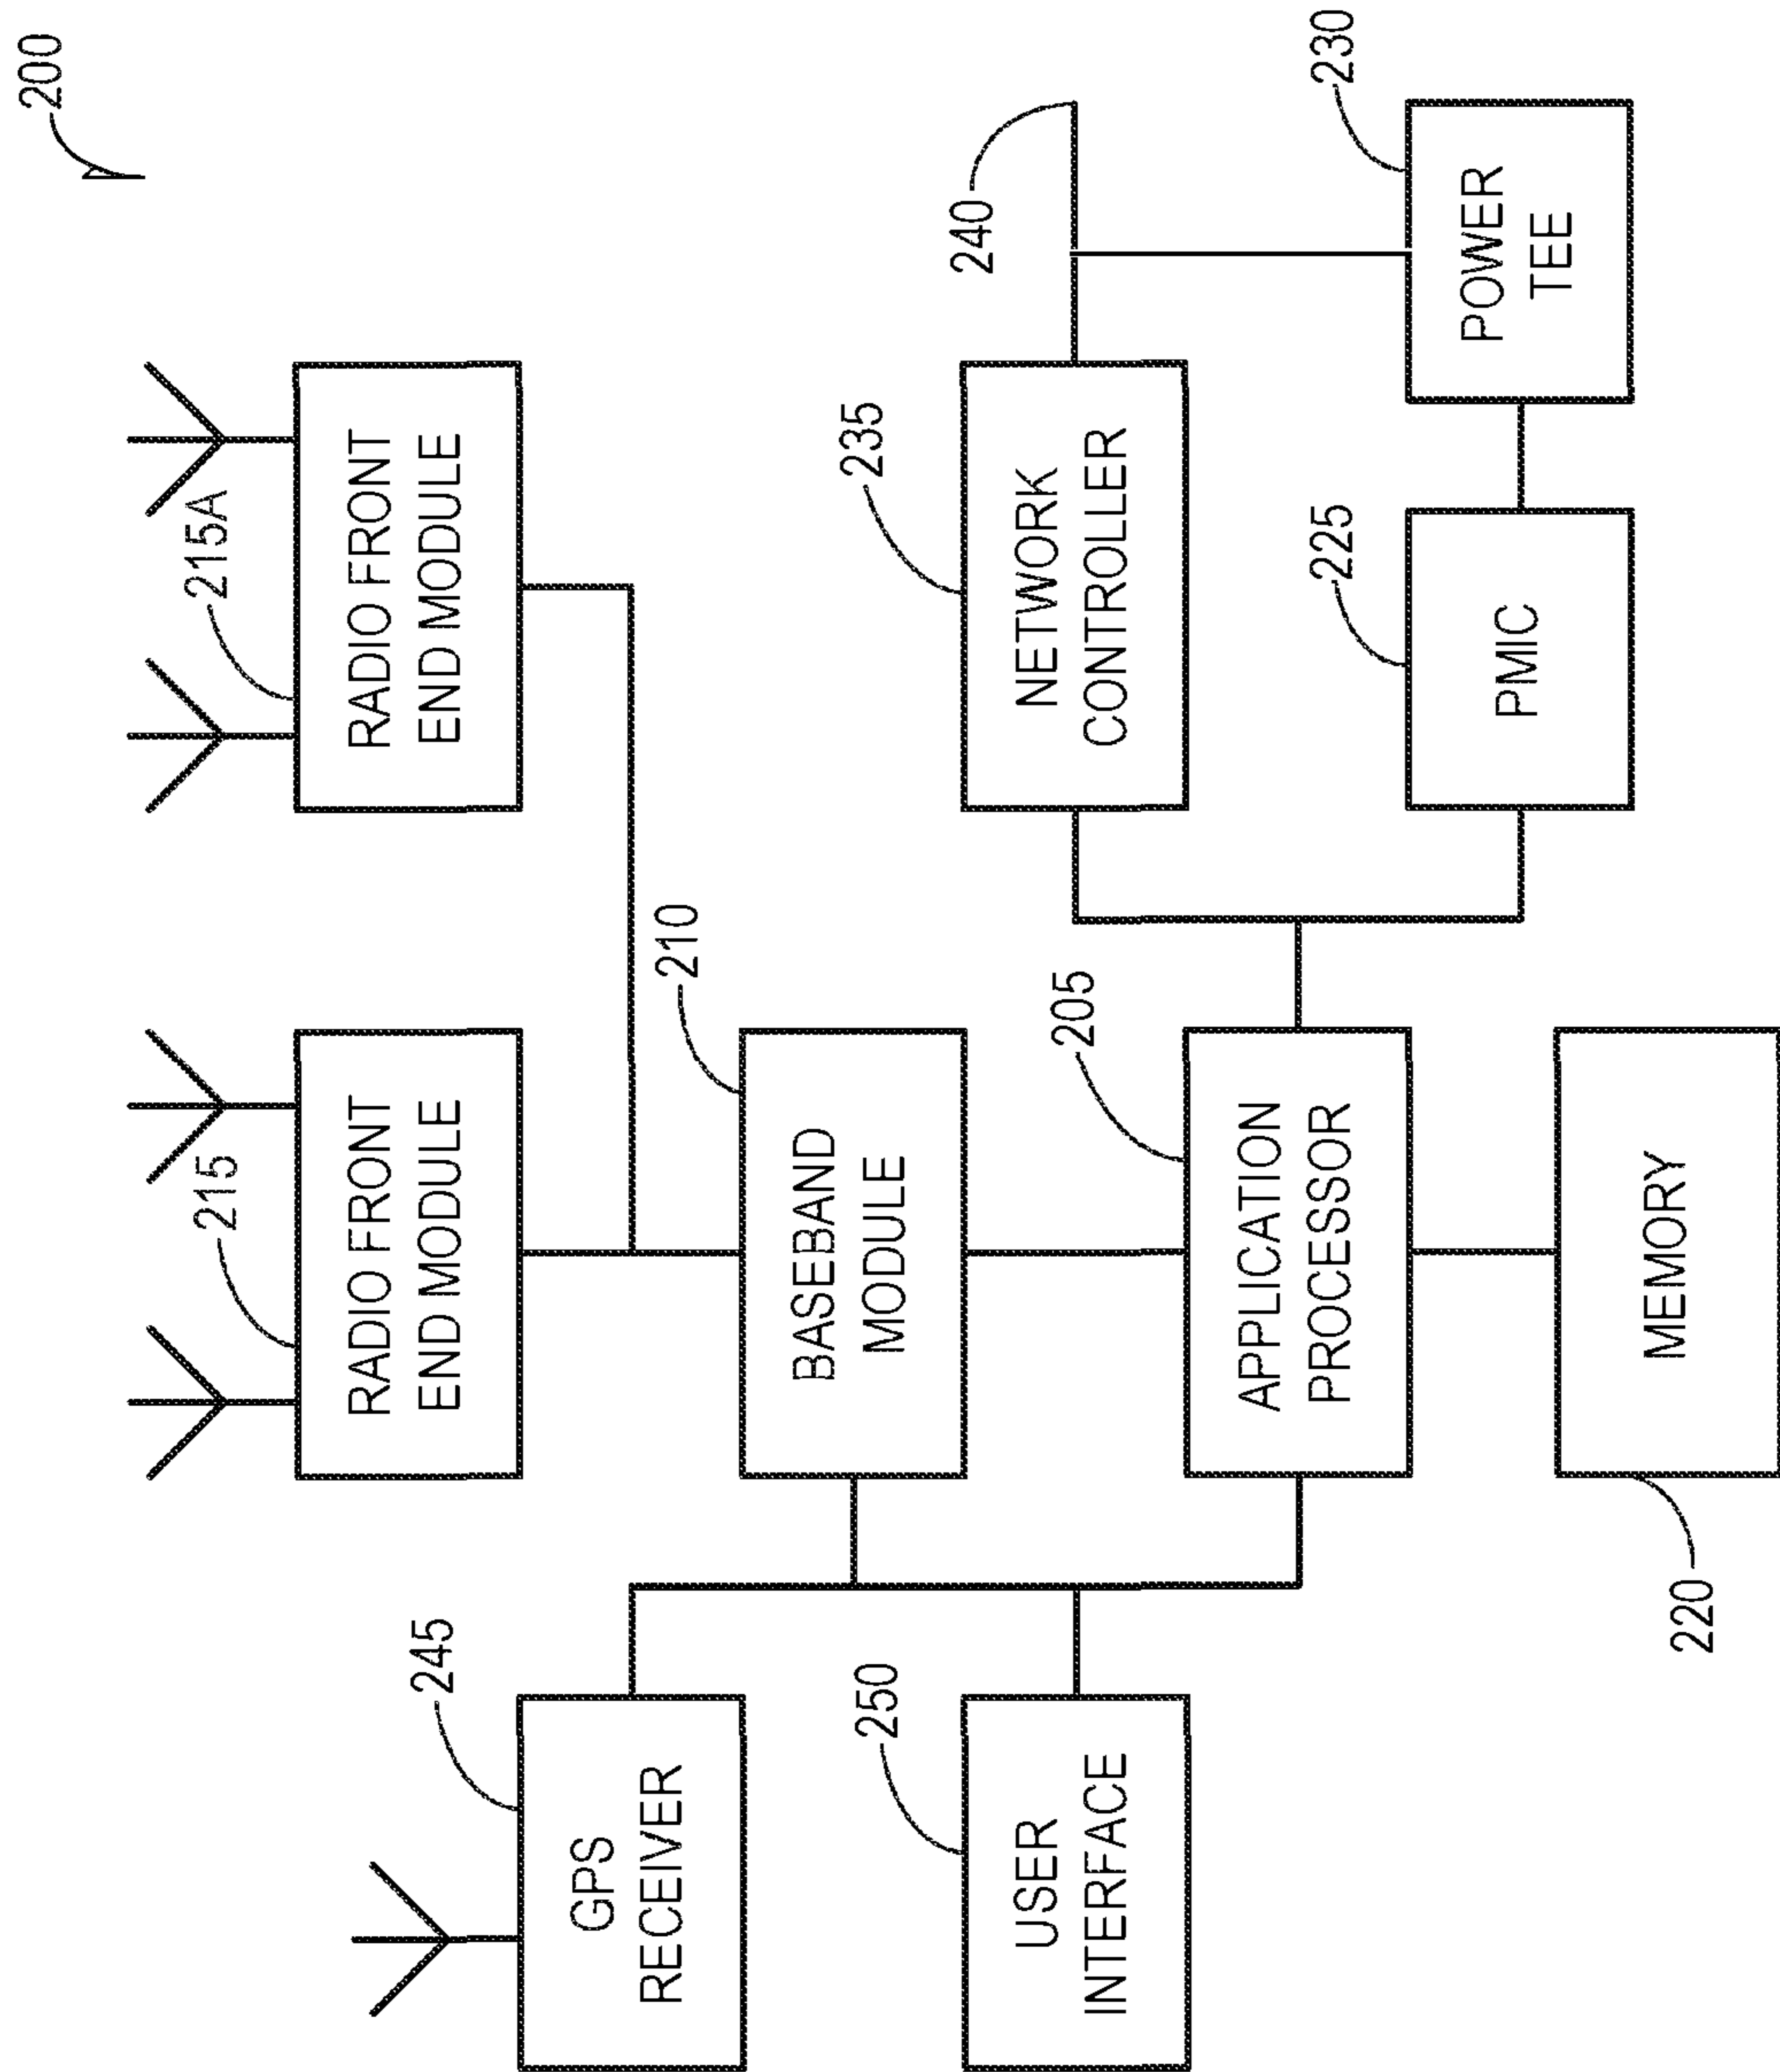 200
RADIO FRONT
END MODULE
215
RADIO FRONT
END MODULE
215A
GPS
RECEIVER
245
BASEBAND
MODULE
210
USER
INTERFACE
250
NETWORK
CONTROLLER
235
240
APPLICATION
PROCESSOR
205
PMIC
225
POWER
TEE
230
MEMORY
220